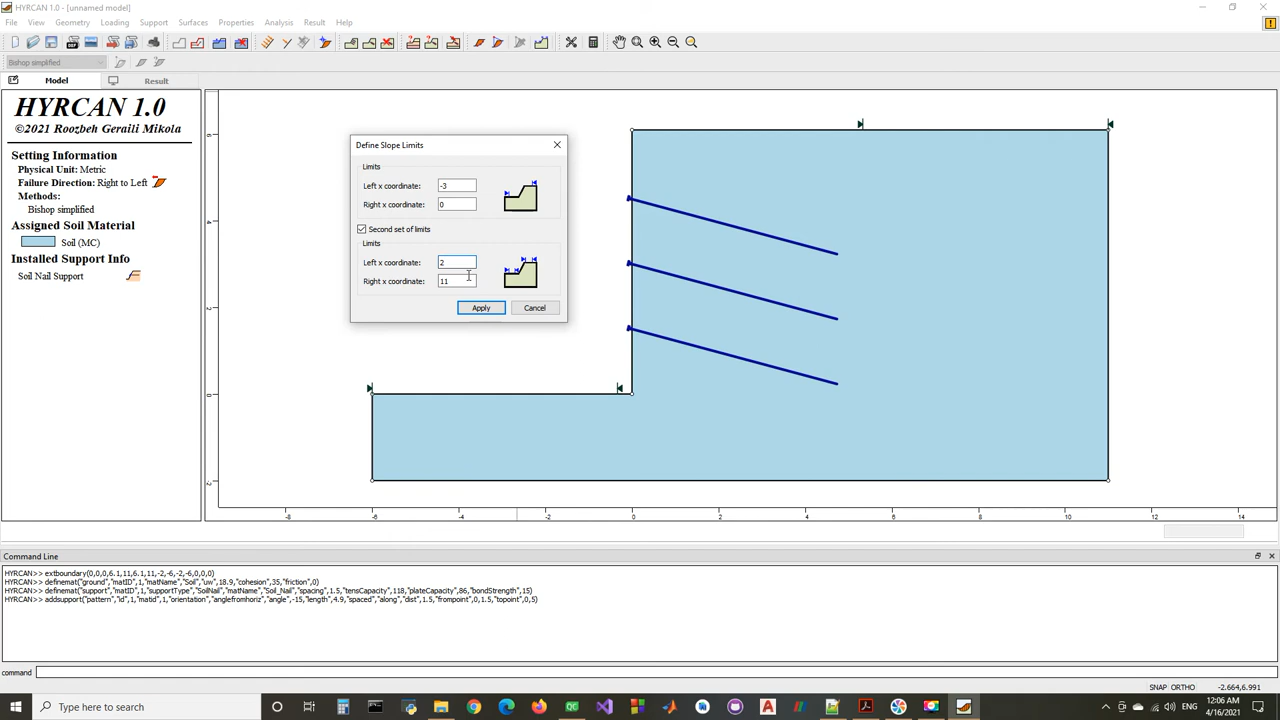 HYRCAN 1.0 - [unnamed model]
File View Geometry Loading Support Surfaces Properties Analysis Result Help
Bishop simplified
Model Result
HYRCAN 1.0
©2021 Roozbeh Geraili Mikola
Setting Information
Physical Unit: Metric
Failure Direction: Right to Left
Methods:
Bishop simplified
Assigned Soil Material
Soil (MC)
Installed Support Info
Soil Nail Support
Define Slope Limits
Limits
Left x coordinate: -3
Right x coordinate: 0
Second set of limits
Limits
Left x coordinate: 2
Right x coordinate: 11
Apply Cancel
6
4
2
0
-2
-8 -6 -4 -2 0 2 4 6 8 10 12 14
Command Line
HYRCAN>> extboundary(0,0,0,6.1,11,6.1,11,-2,-6,-2,-6,0,0,0)
HYRCAN>> definemat("ground","matID",1,"matName","Soil","uw",18.9,"cohesion",35,"friction",0)
HYRCAN>> definemat("support","matID",1,"supportType","SoilNail","matName","Soil_Nail","spacing",1.5,"tensCapacity",118,"plateCapacity",86,"bondStrength",15)
HYRCAN>> addsupport("pattern","id",1,"matid",1,"orientation","anglefromhoriz","angle",-15,"length",4.9,"spaced","along","dist",1.5,"frompoint",0,1.5,"topoint",0,5)
command
SNAP ORTHO -2.664,6.991
Type here to search
ENG
12:06 AM
4/16/2021